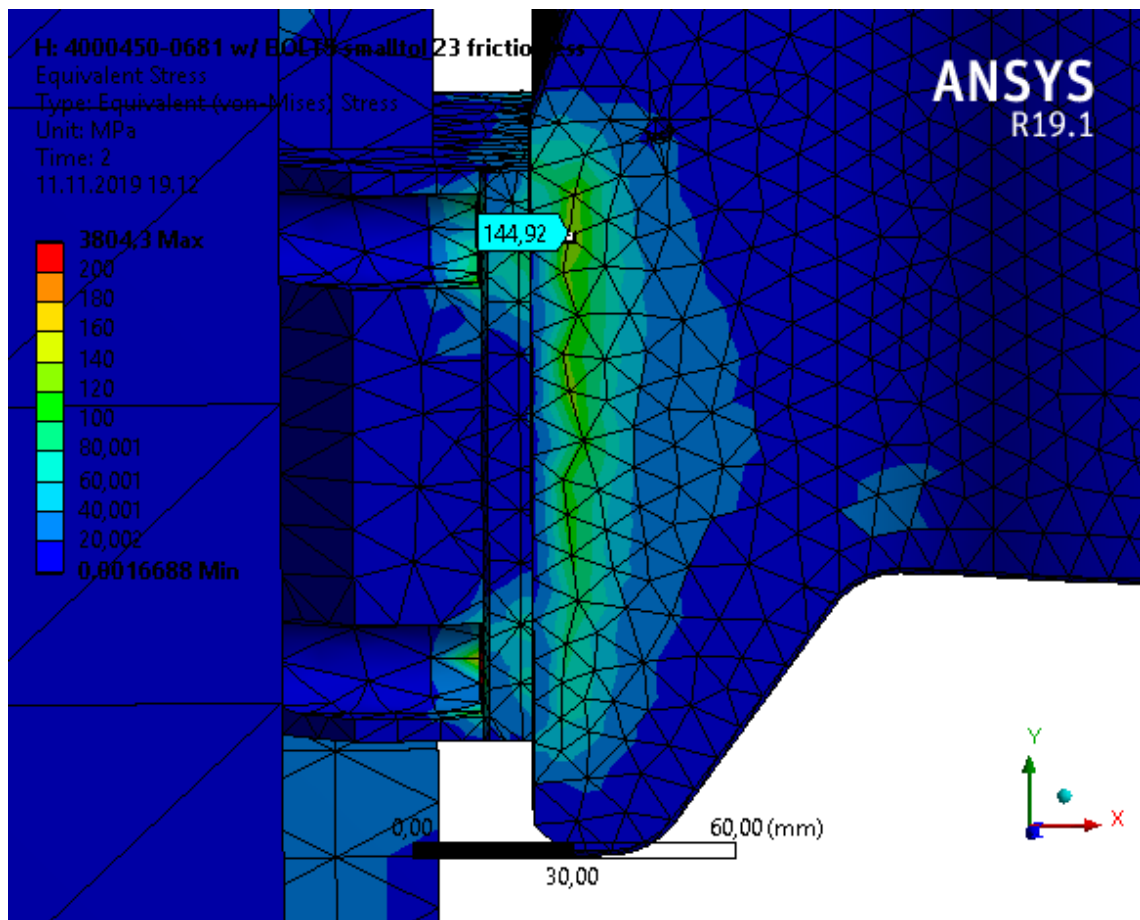 H: 4000450-0681 w/ BOLTS smalltol 23 frictionless
Equivalent Stress
Type: Equivalent (von-Mises) Stress
Unit: MPa
Time: 2
11.11.2019 19.12
3804,3 Max
200
180
160
140
120
100
80,001
60,001
40,001
20,002
0,0016688 Min
ANSYS
R19.1
144,92
0,00
60,00 (mm)
30,00
Y
X